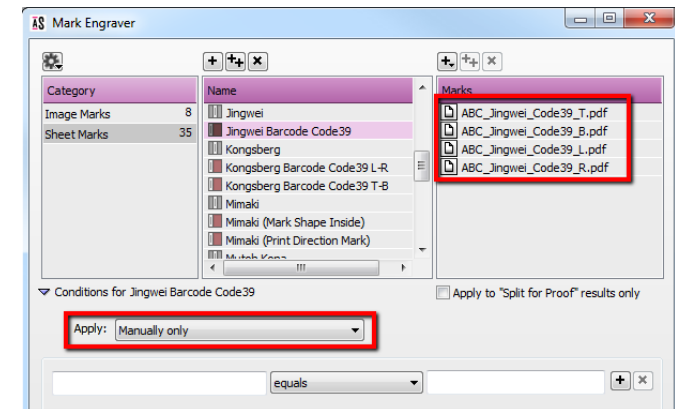 AS Mark Engraver
Category
Image Marks 8
Sheet Marks 35
Name
Jingwei
Jingwei Barcode Code39
Kongsberg
Kongsberg Barcode Code39 L-R
Kongsberg Barcode Code39 T-B
Mimaki
Mimaki (Mark Shape Inside)
Mimaki (Print Direction Mark)
Mutoh Kona
Marks
ABC_Jingwei_Code39_T.pdf
ABC_Jingwei_Code39_B.pdf
ABC_Jingwei_Code39_L.pdf
ABC_Jingwei_Code39_R.pdf
Conditions for Jingwei Barcode Code39
Apply to "Split for Proof" results only
Apply: Manually only
equals